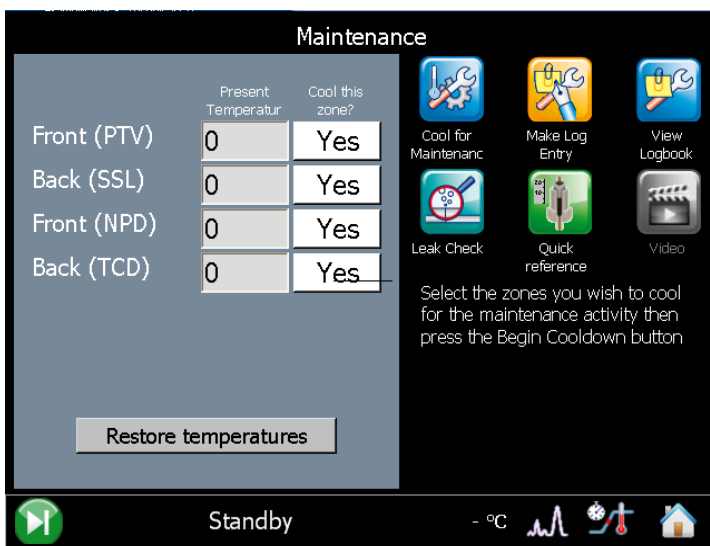 Maintenance
Present
Temperatur
Cool this
zone?
Front (PTV) 0 Yes
Back (SSL) 0 Yes
Front (NPD) 0 Yes
Back (TCD) 0 Yes
Restore temperatures
Cool for
Maintenanc
Make Log
Entry
View
Logbook
Leak Check
Quick
reference
Video
Select the zones you wish to cool
for the maintenance activity then
press the Begin Cooldown button
Standby
- °C